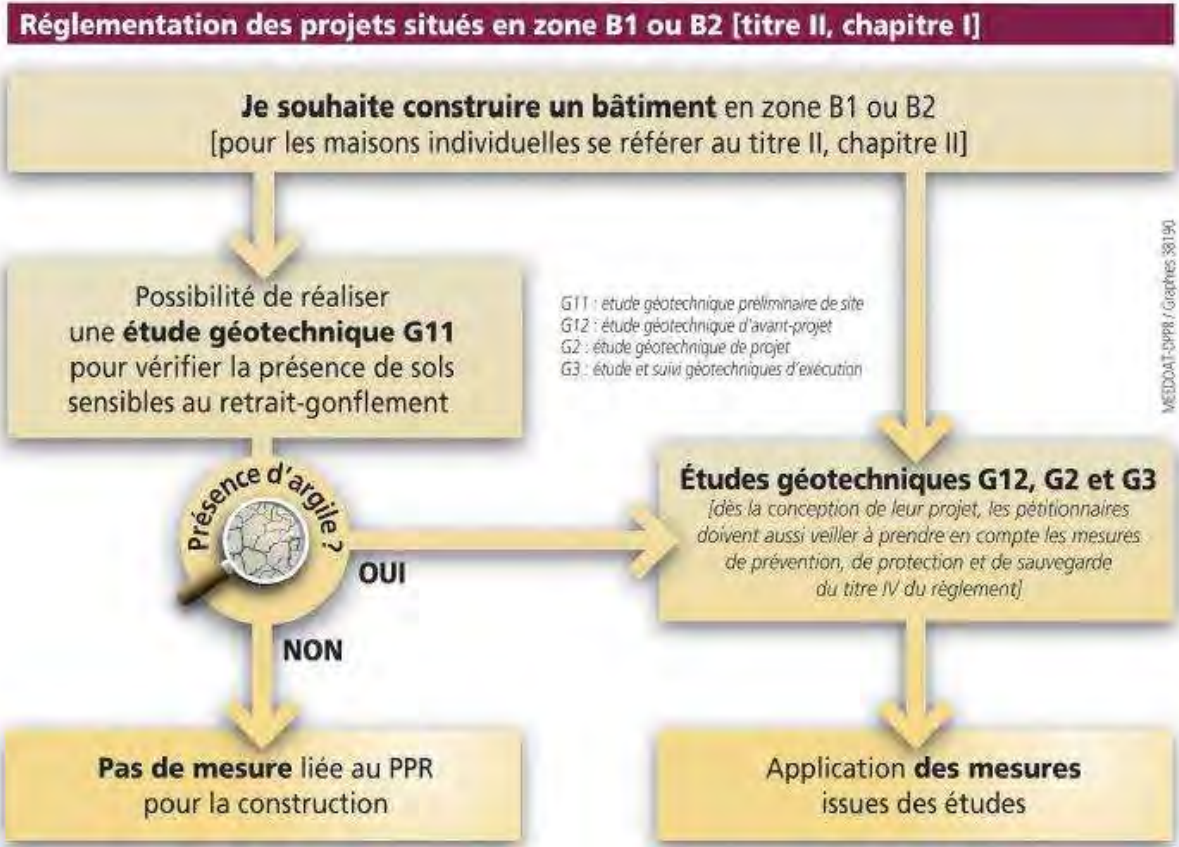 Réglementation des projets situés en zone B1 ou B2 [titre II, chapitre I]
Je souhaite construire un bâtiment en zone B1 ou B2
[pour les maisons individuelles se référer au titre II, chapitre II]
Possibilité de réaliser
une étude géotechnique G11
pour vérifier la présence de sols
sensibles au retrait-gonflement
G11 : étude géotechnique préliminaire de site
G12 : étude géotechnique d'avant-projet
G2 : étude géotechnique de projet
G3 : étude et suivi géotechniques d'exécution
MEEDDAT-DPPR / Graphies 38190
Présence d'argile ?
OUI
NON
Études géotechniques G12, G2 et G3
[dès la conception de leur projet, les pétitionnaires
doivent aussi veiller à prendre en compte les mesures
de prévention, de protection et de sauvegarde
du titre IV du règlement]
Pas de mesure liée au PPR
pour la construction
Application des mesures
issues des études